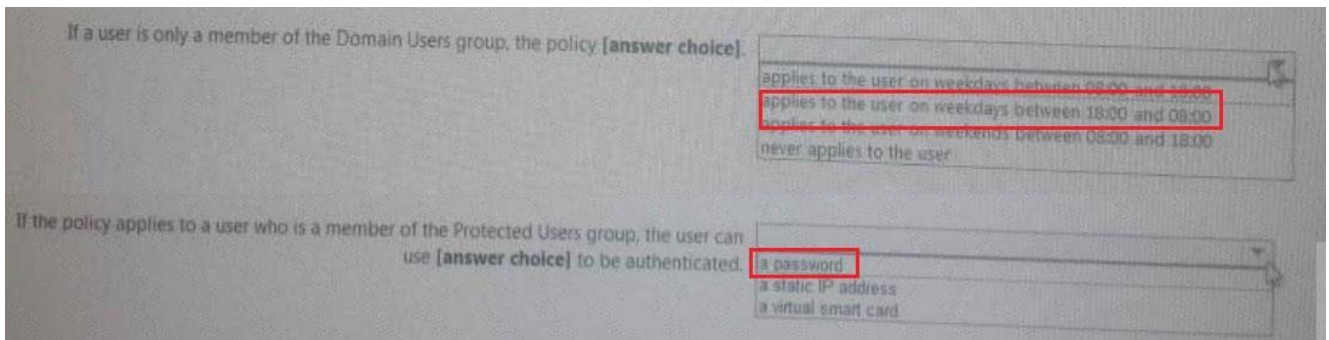 If a user is only a member of the Domain Users group, the policy [answer choice].
applies to the user on weekdays between 08:00 and 18:00
applies to the user on weekdays between 18:00 and 08:00
applies to the user on weekends between 08:00 and 18:00
never applies to the user
If the policy applies to a user who is a member of the Protected Users group, the user can
use [answer choice] to be authenticated.
a password
a static IP address
a virtual smart card